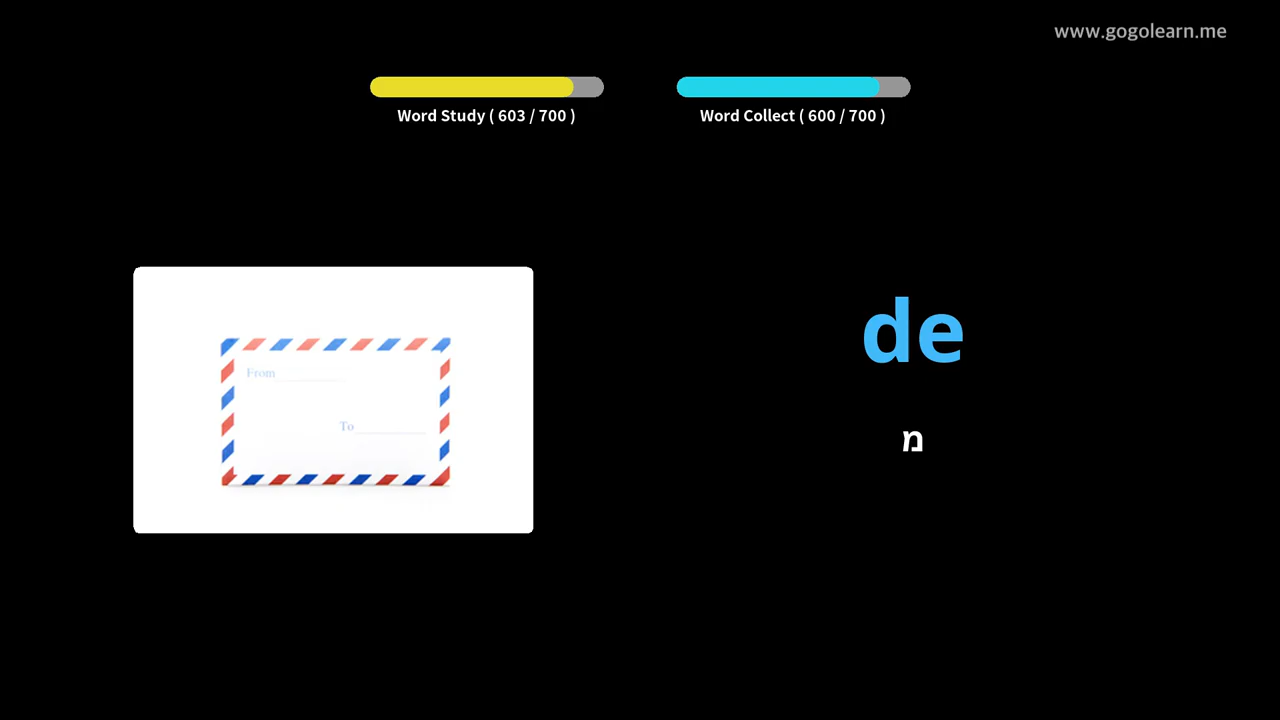 www.gogolearn.me
Word Study ( 603 / 700 )
Word Collect ( 600 / 700 )
From
To
de
מ